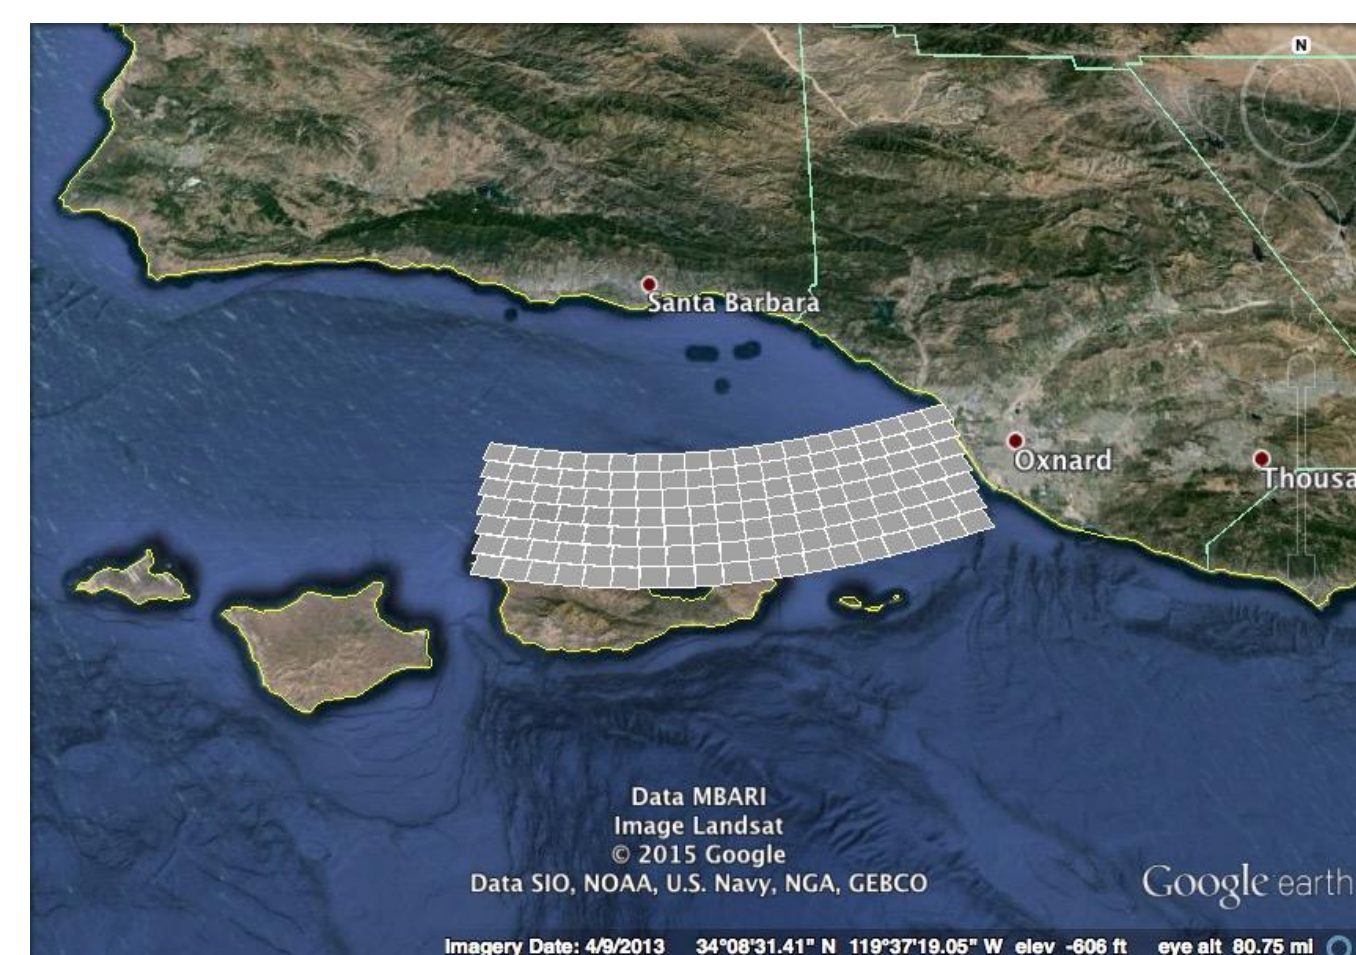 N
Santa Barbara
Oxnard
Thousa
Data MBARI
Image Landsat
© 2015 Google
Data SIO, NOAA, U.S. Navy, NGA, GEBCO
Google earth
Imagery Date: 4/9/2013 34°08'31.41" N 119°37'19.05" W elev -606 ft eye alt 80.75 mi